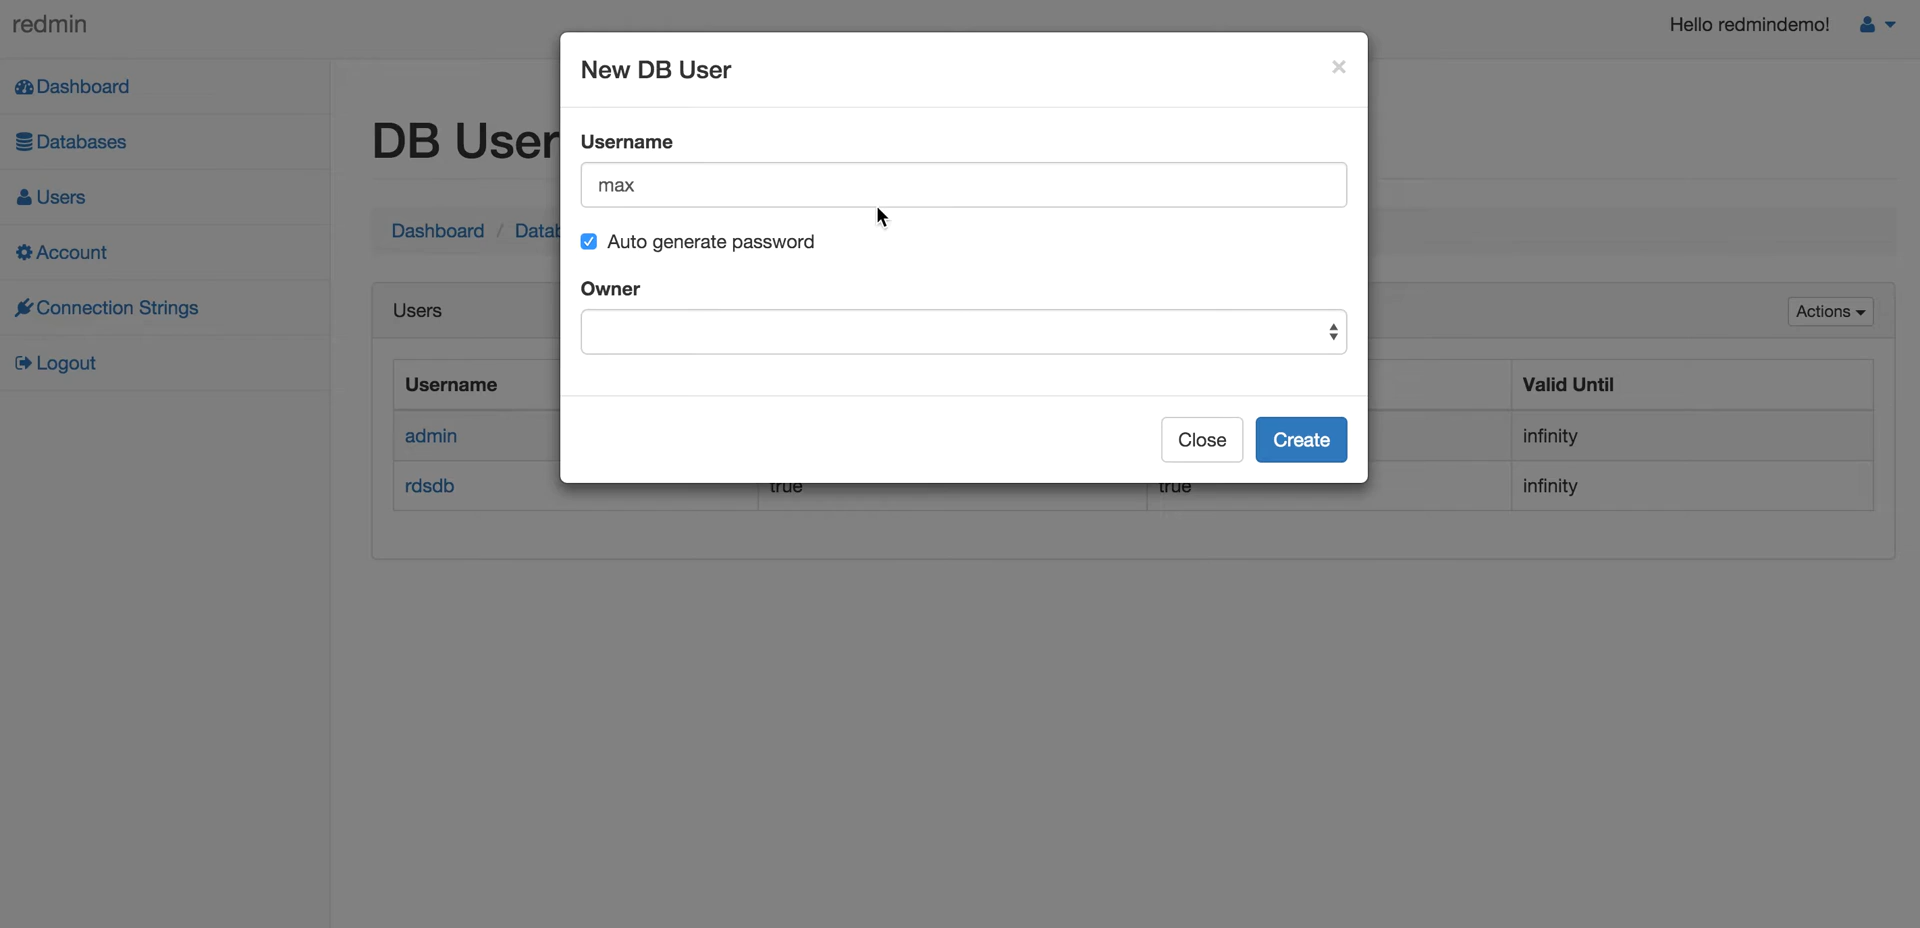 redmin
Hello redmindemo!
Dashboard
Databases
Users
Account
Connection Strings
Logout
DB User
Dashboard / Datab
New DB User
×
Username
max
Auto generate password
Owner
Close
Create
Users
Actions
Username
Valid Until
admin
infinity
rdsdb
true
true
infinity